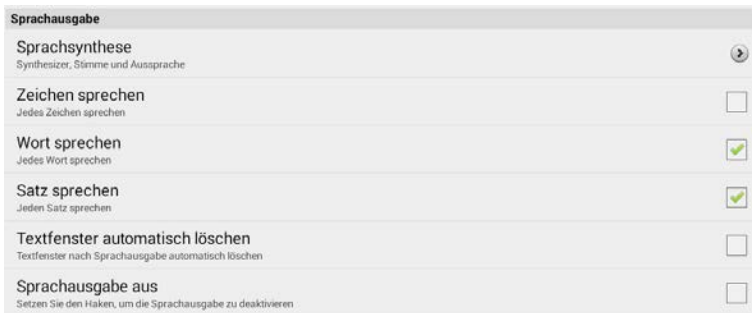 Sprachausgabe
Sprachsynthese
Synthesizer, Stimme und Aussprache
Zeichen sprechen
Jedes Zeichen sprechen
Wort sprechen
Jedes Wort sprechen
Satz sprechen
Jeden Satz sprechen
Textfenster automatisch löschen
Textfenster nach Sprachausgabe automatisch löschen
Sprachausgabe aus
Setzen Sie den Haken, um die Sprachausgabe zu deaktivieren